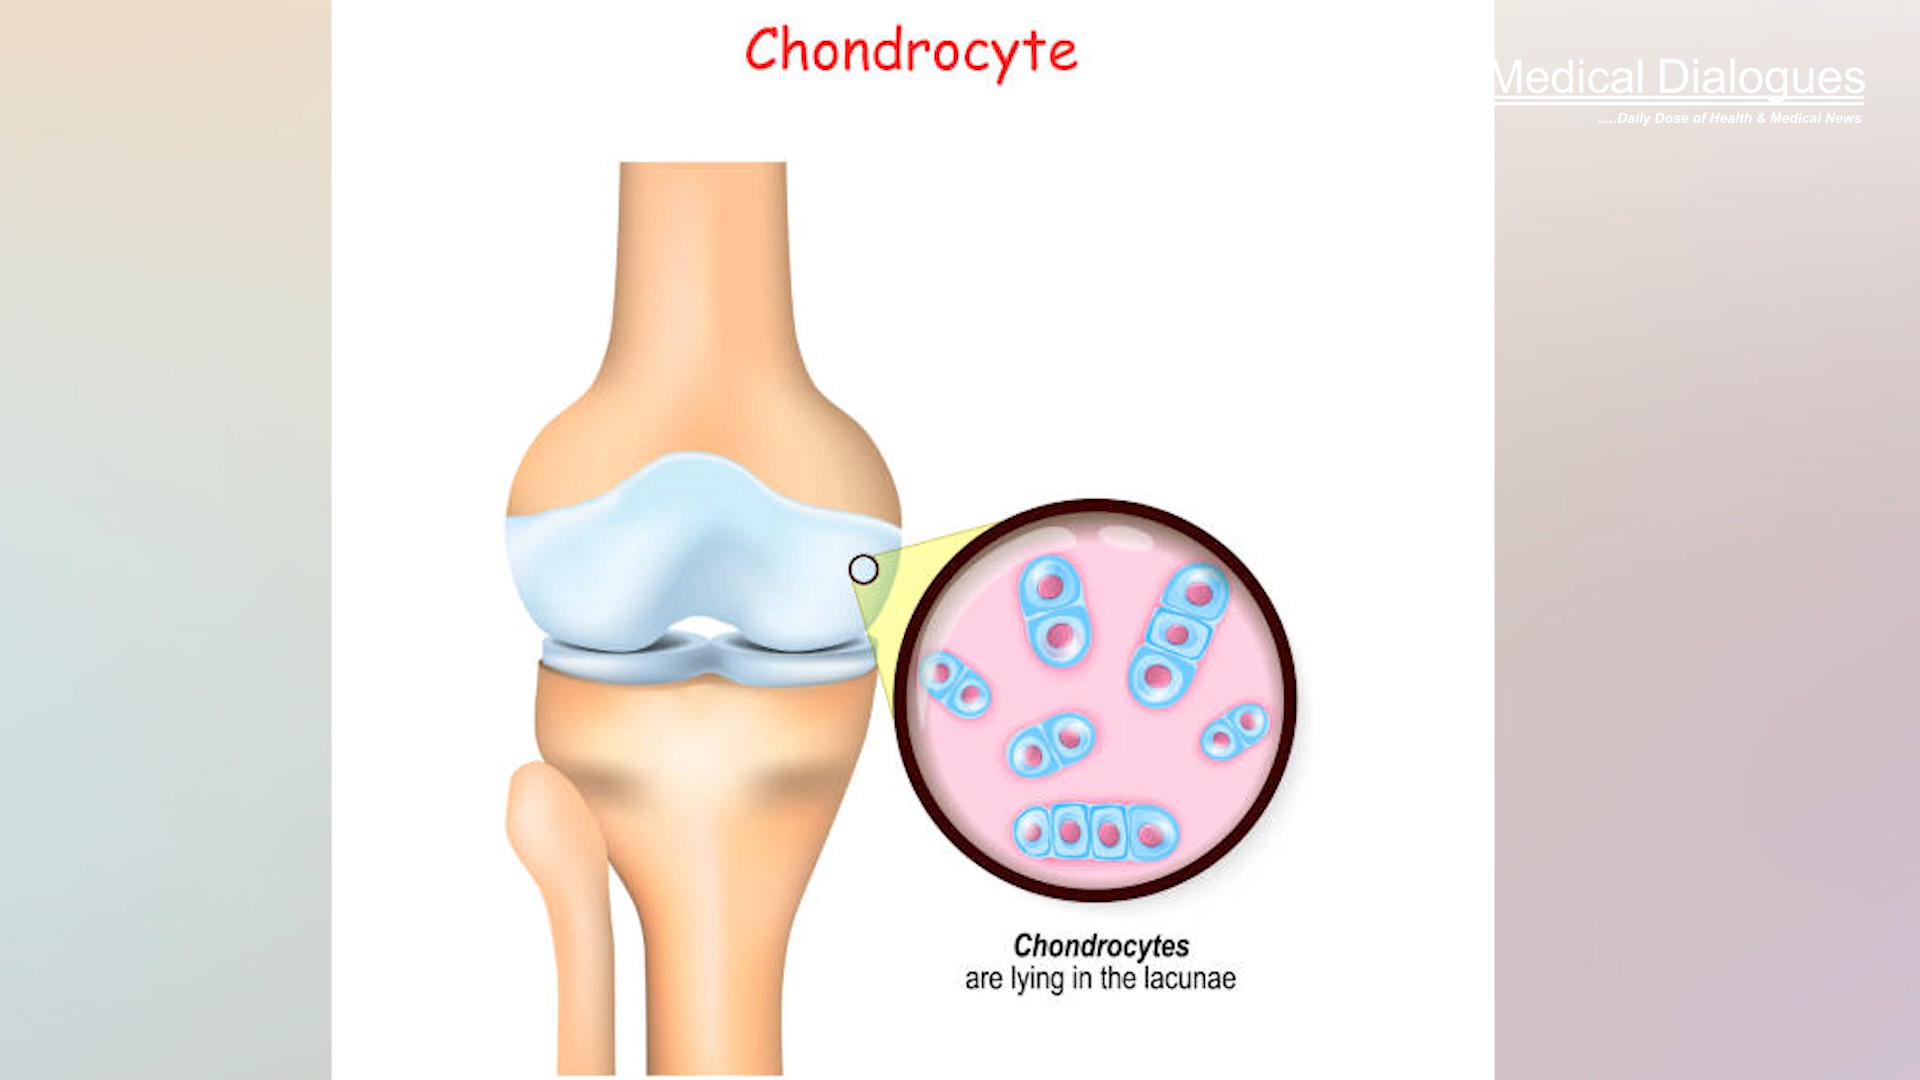 Chondrocyte
Medical Dialogues
.....Daily Dose of Health & Medical News
Chondrocytes
are lying in the lacunae